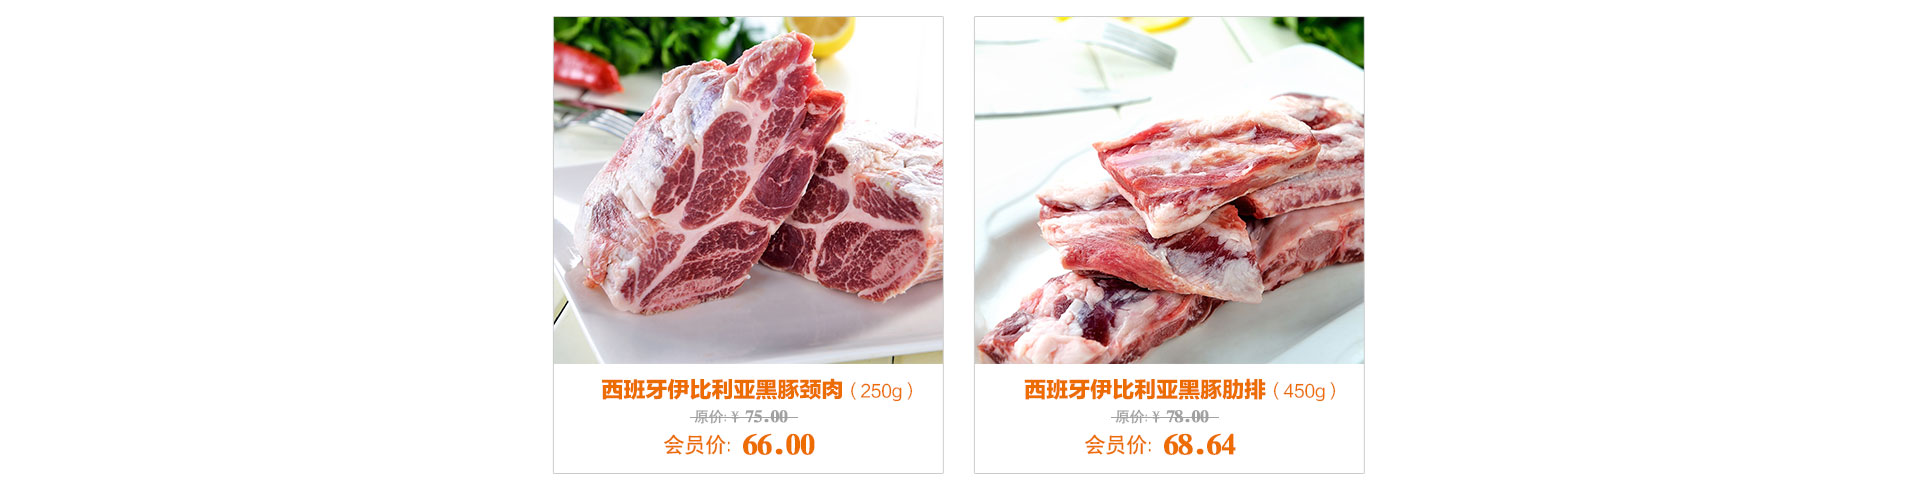 西班牙伊比利亚黑豚颈肉（250g）
原价:¥ 75.00
会员价: 66.00
西班牙伊比利亚黑豚肋排（450g）
原价:¥ 78.00
会员价: 68.64